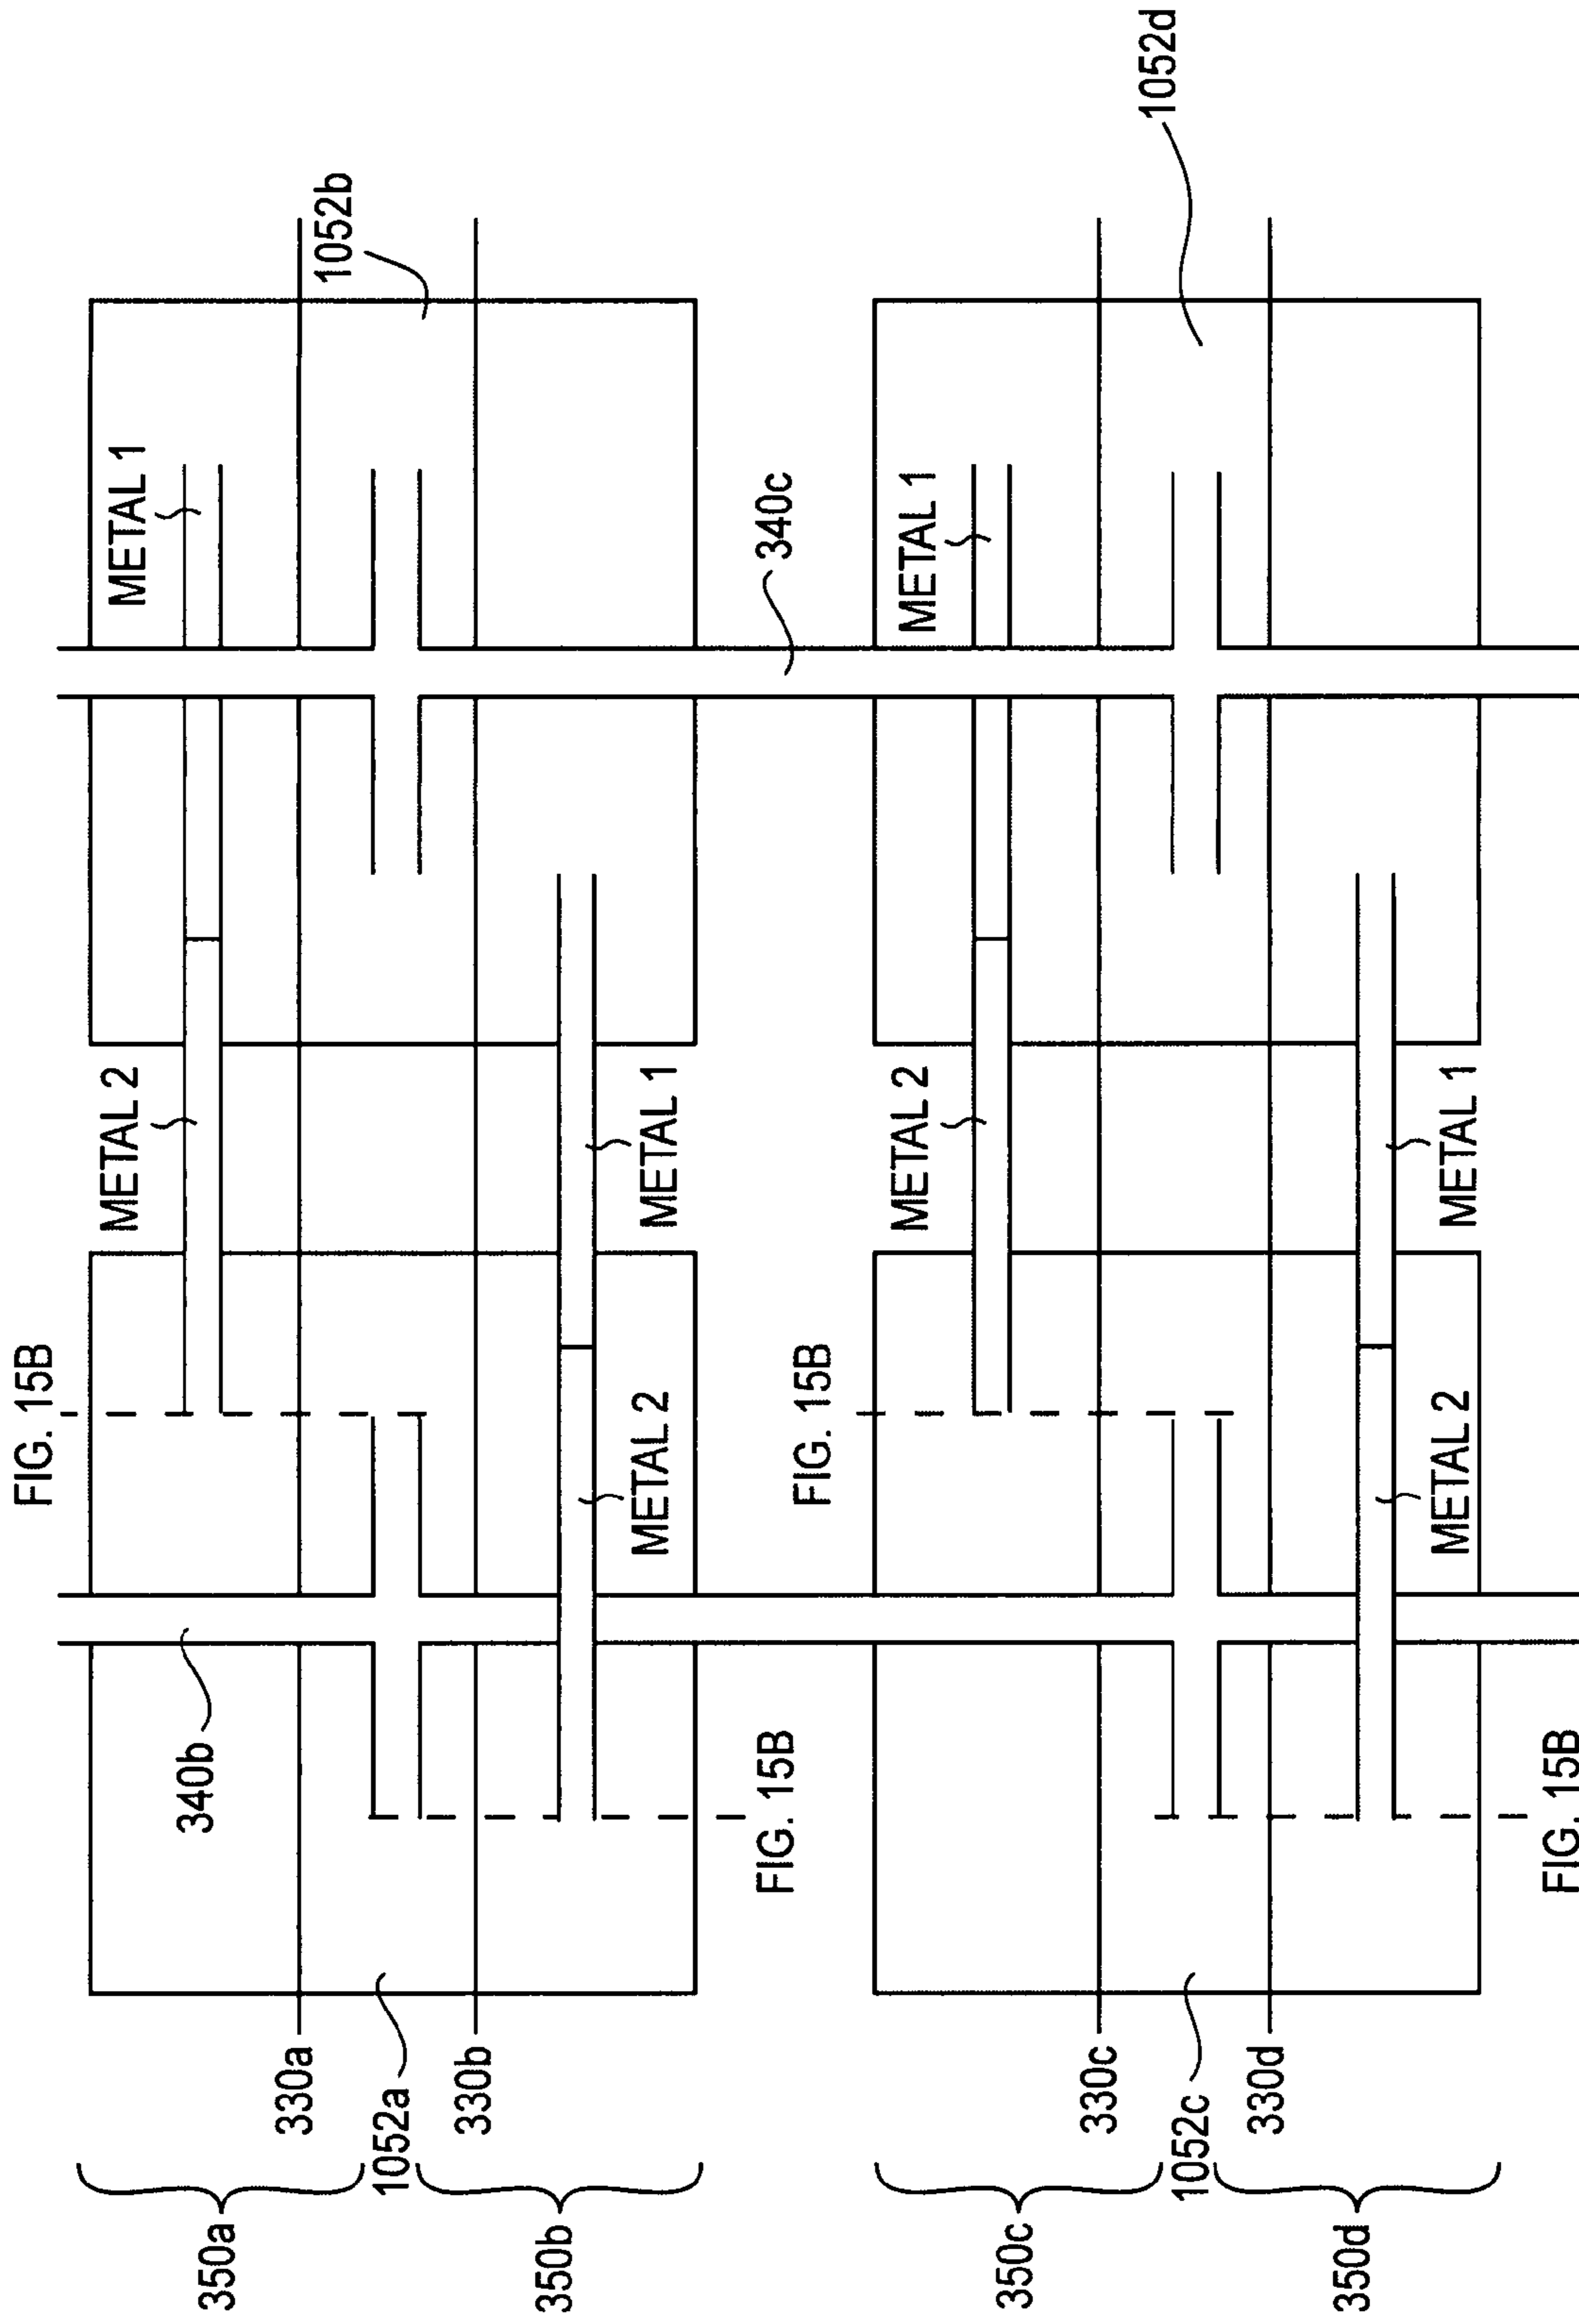 FIG. 15B
METAL 2
METAL 1
340b
350a
330a
1052b
1052a
330b
350b
METAL 2
METAL 1
FIG. 15B
340c
FIG. 15B
METAL 2
METAL 1
350c
330c
1052d
1052c
330d
350d
METAL 2
METAL 1
FIG. 15B